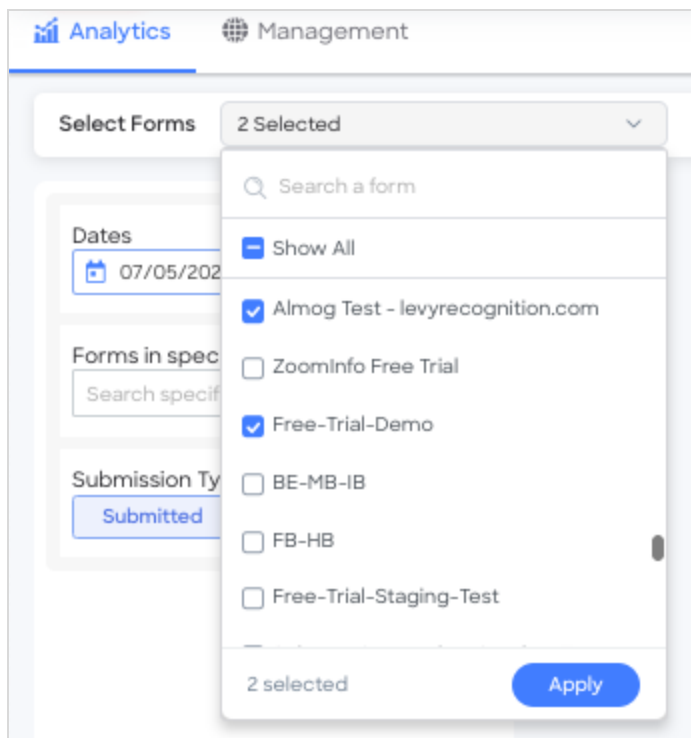 Analytics
Management
Select Forms
2 Selected
Search a form
Show All
Almog Test - levyrecognition.com
ZoomInfo Free Trial
Free-Trial-Demo
BE-MB-IB
FB-HB
Free-Trial-Staging-Test
2 selected
Apply
Dates
07/05/202
Forms in spec
Search specif
Submission Ty
Submitted